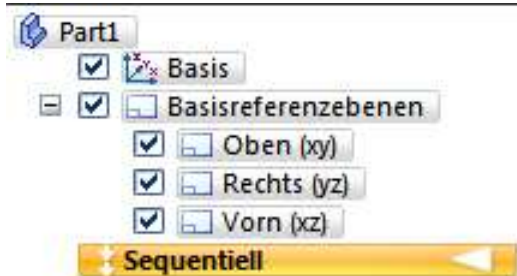 Part1
Basis
Basisreferenzebenen
Oben (xy)
Rechts (yz)
Vorn (xz)
Sequentiell